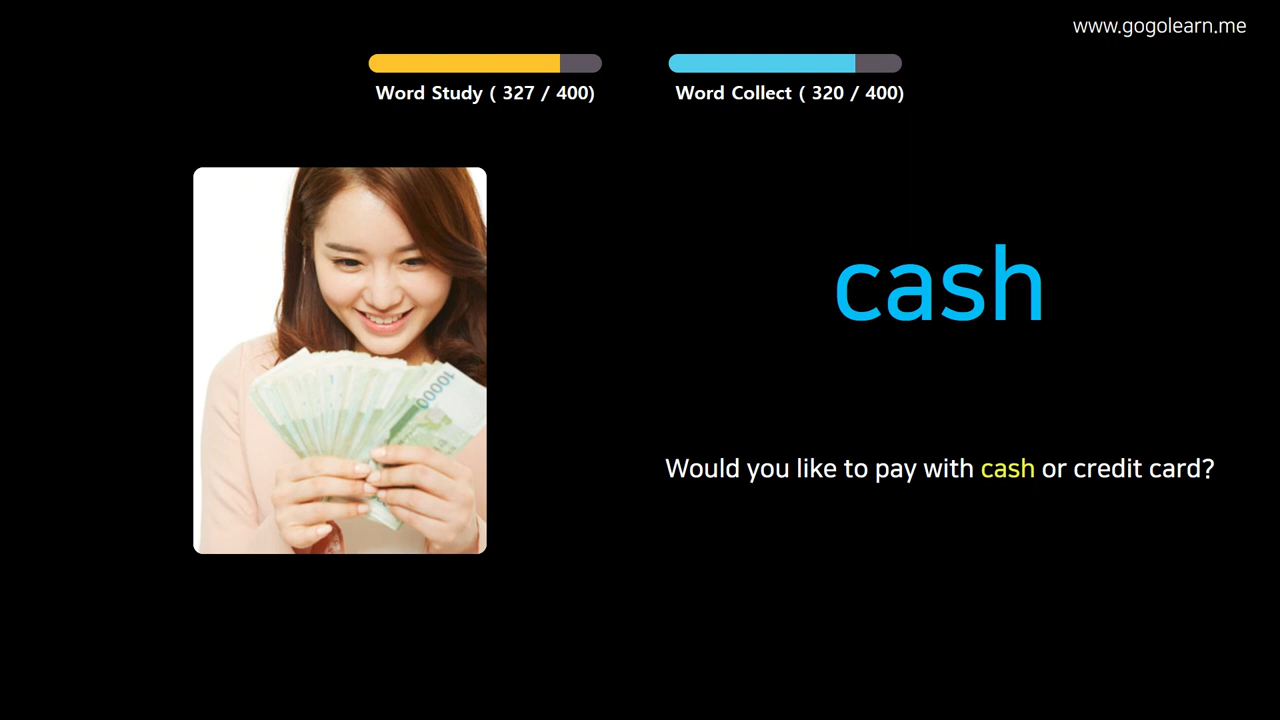 www.gogolearn.me
Word Study ( 327 / 400)
Word Collect ( 320 / 400)
cash
10000
Would you like to pay with cash or credit card?